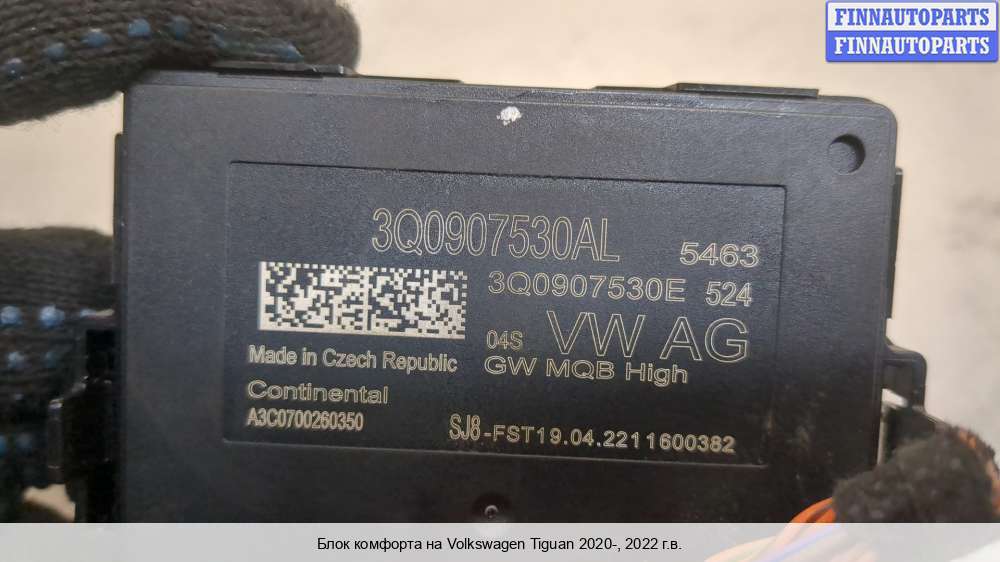 FINNAUTOPARTS
FINNAUTOPARTS
3Q0907530AL 5463
3Q0907530E 524
04S VW AG
GW MQB High
Made in Czech Republic
Continental
A3C0700260350
SJ8-FST19.04.2211600382
Блок комфорта на Volkswagen Tiguan 2020-, 2022 г.в.